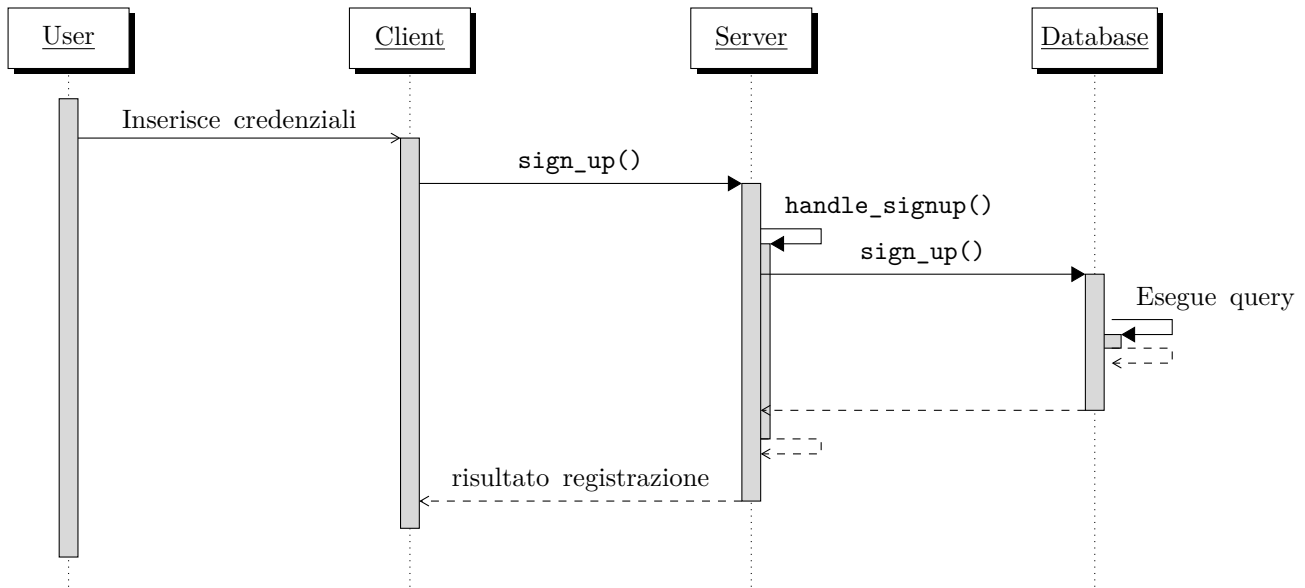 User
Client
Server
Database
Inserisce credenziali
sign_up()
handle_signup()
sign_up()
Esegue query
risultato registrazione